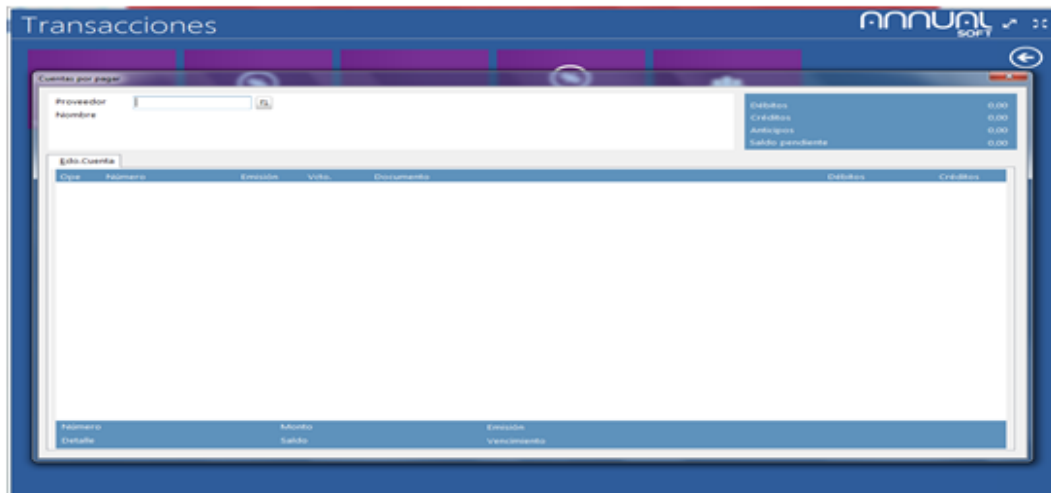 Transacciones
ANNUAL
SOFT
Cuentas por pagar
Proveedor
Nombre
Débitos 0,00
Créditos 0,00
Anticipos 0,00
Saldo pendiente 0,00
Edo.Cuenta
Ope Número Emisión Vcto. Documento Débitos Créditos
Número Monto Emisión
Detalle Saldo Vencimiento